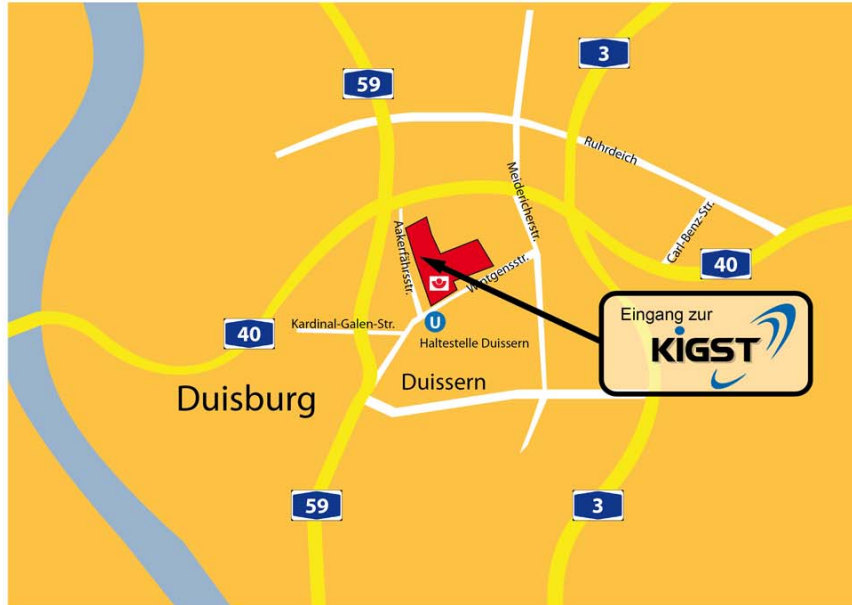 3
59
Ruhrdeich
Meidericherstr.
Carl-Benz-Str.
Aakerfährsstr.
Wintgensstr.
40
40
Kardinal-Galen-Str.
U
Haltestelle Duissern
Eingang zur
KIGST
Duisburg
Duissern
59
3